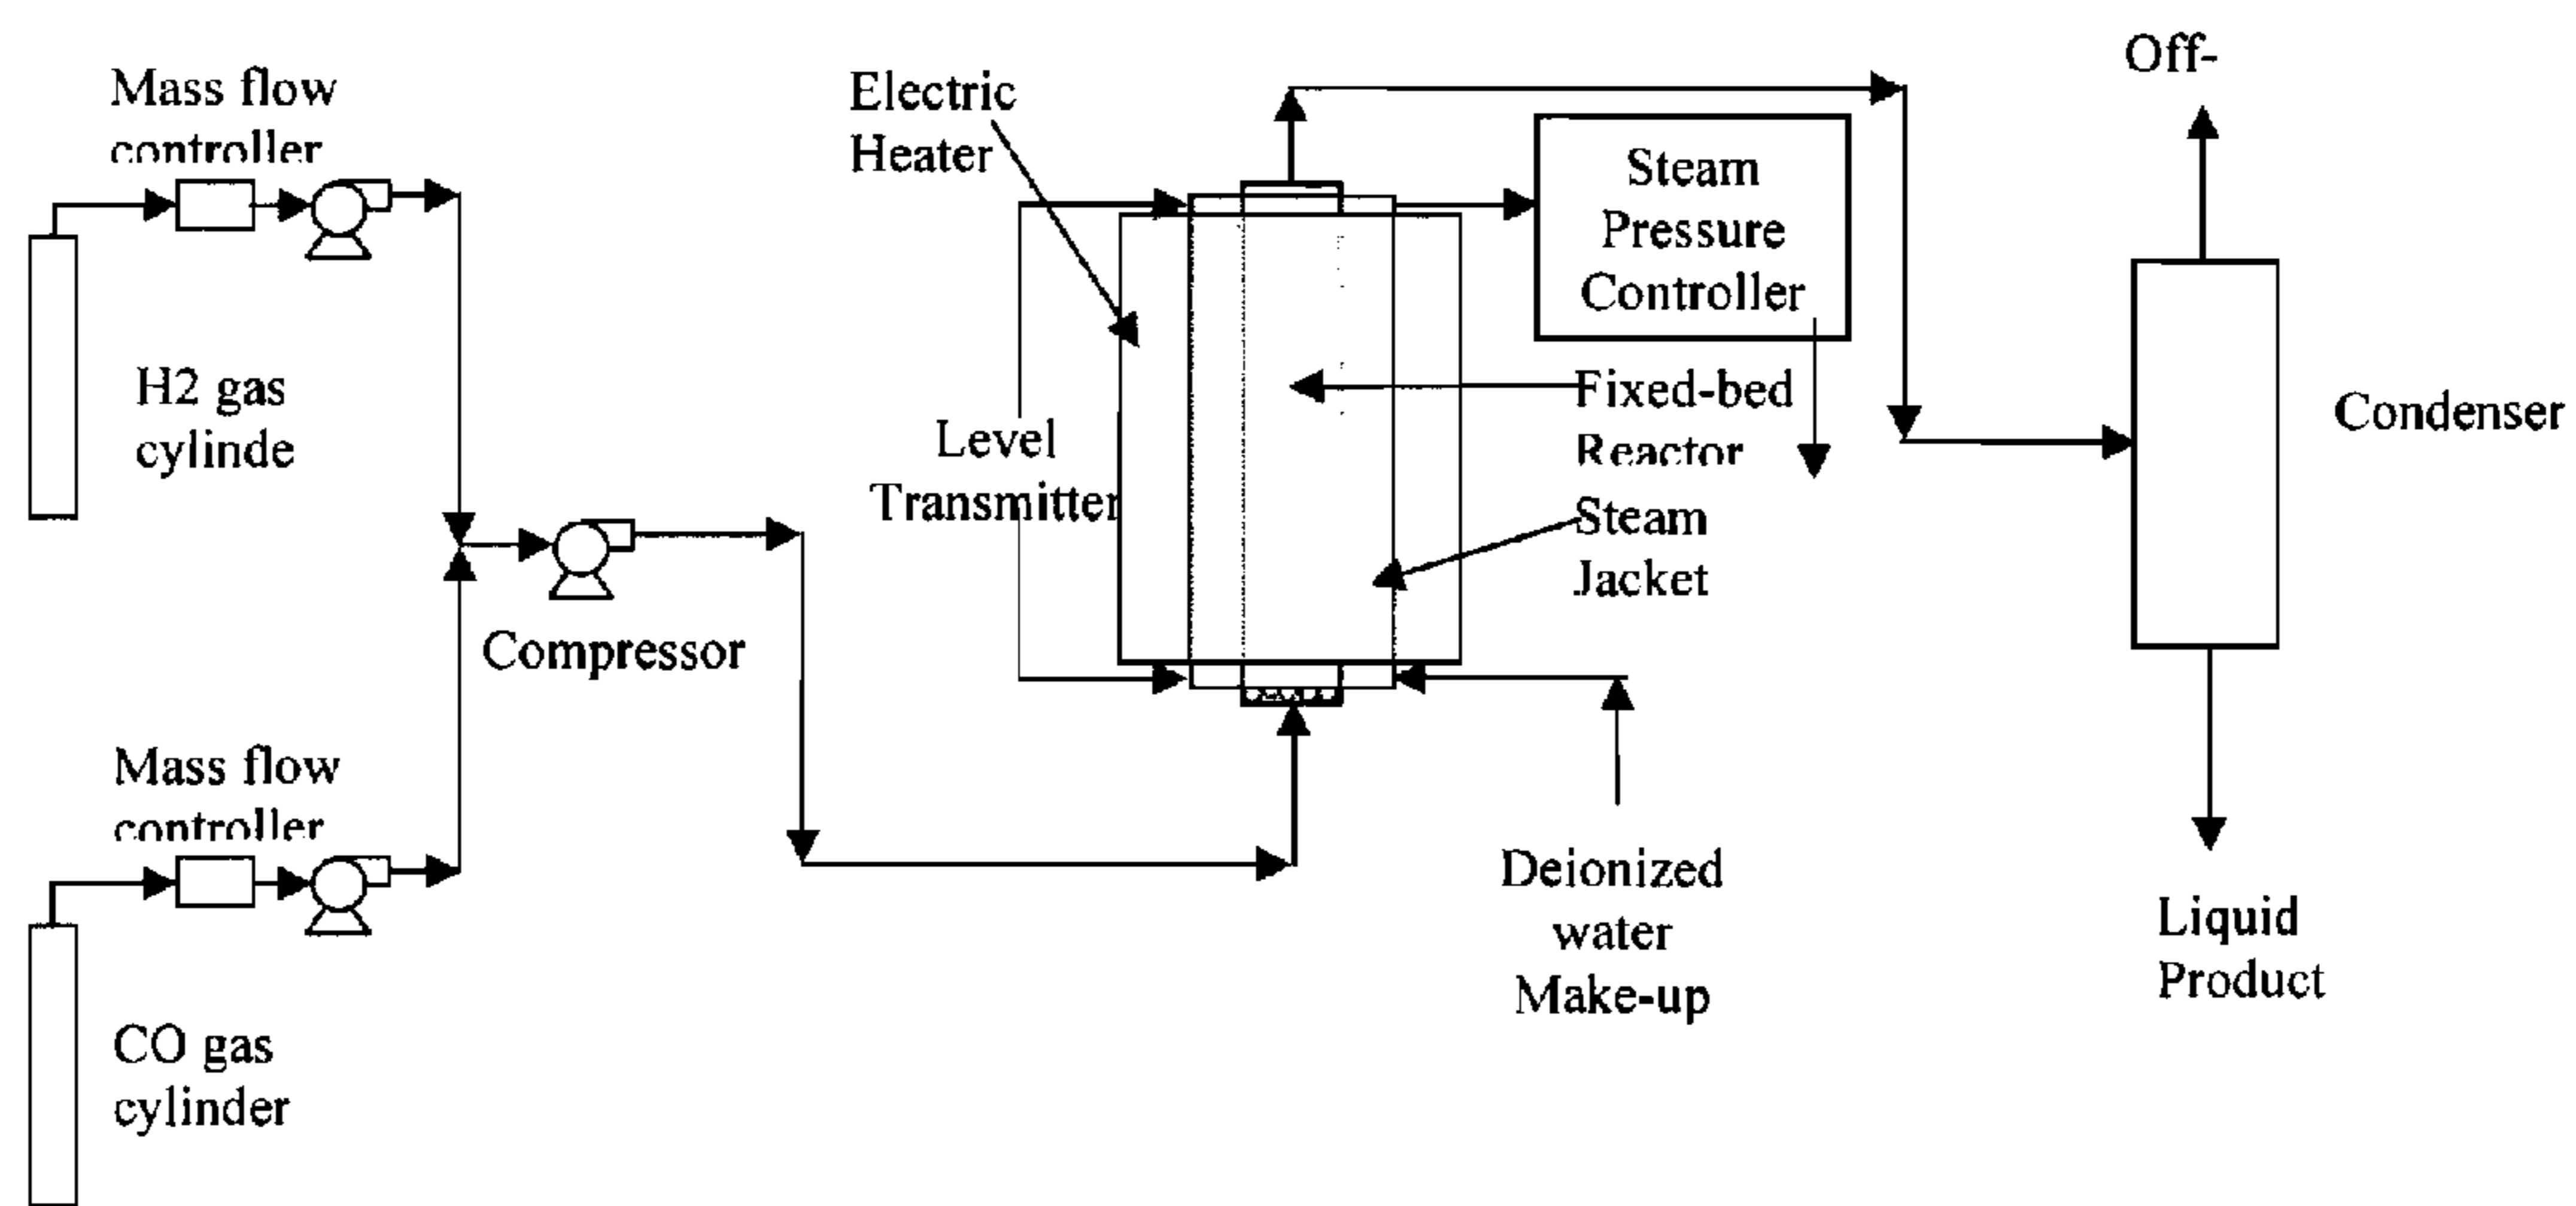 Mass flow
controller
H2 gas
cylinde
Mass flow
controller
CO gas
cylinder
Compressor
Electric
Heater
Level
Transmitter
Steam
Pressure
Controller
Fixed-bed
Reactor
Steam
Jacket
Deionized
water
Make-up
Off-
Condenser
Liquid
Product